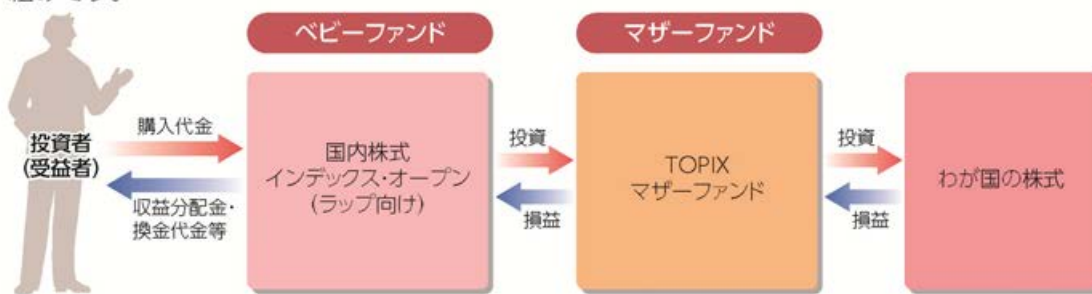 ベビーファンド
マザーファンド
投資者
(受益者)
購入代金
収益分配金・
換金代金等
国内株式
インデックス・オープン
(ラップ向け)
投資
損益
TOPIX
マザーファンド
投資
損益
わが国の株式